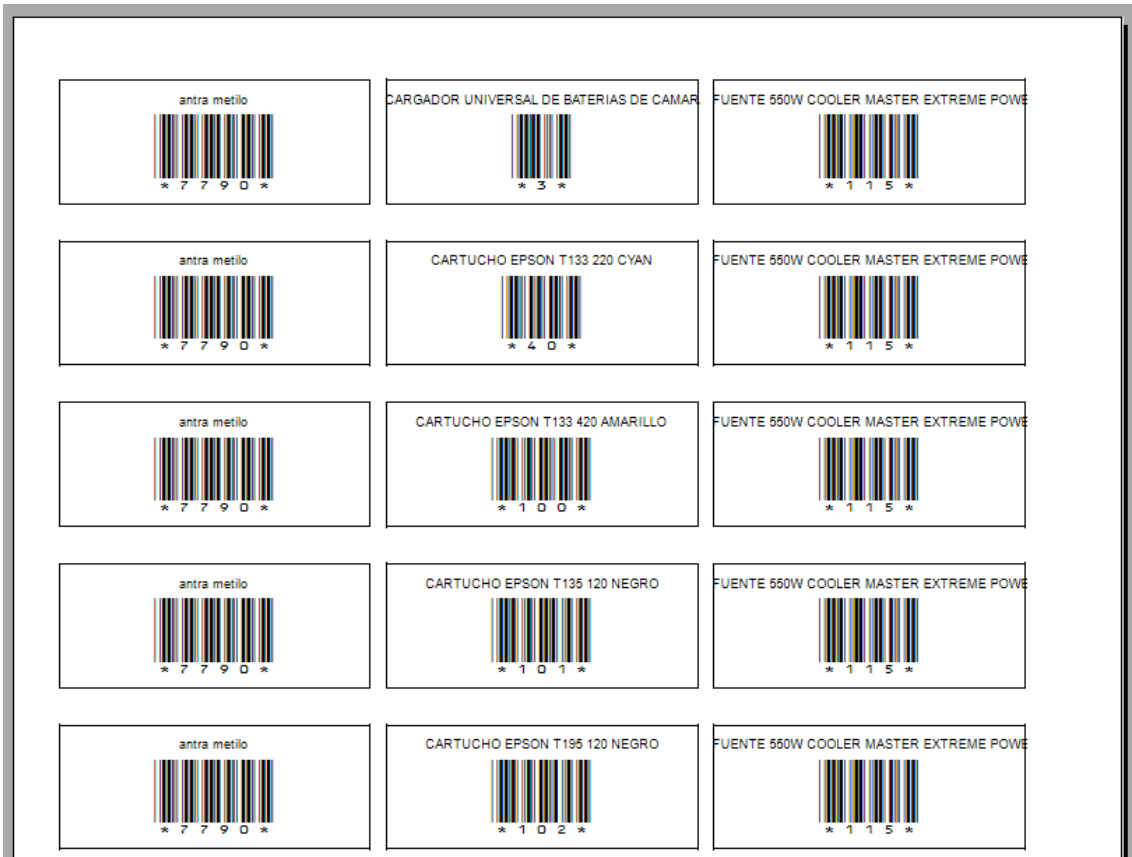 antra metilo
*7790*
CARGADOR UNIVERSAL DE BATERIAS DE CAMAR
*3*
FUENTE 550W COOLER MASTER EXTREME POWE
*115*
antra metilo
*7790*
CARTUCHO EPSON T133 220 CYAN
*40*
FUENTE 550W COOLER MASTER EXTREME POWE
*115*
antra metilo
*7790*
CARTUCHO EPSON T133 420 AMARILLO
*100*
FUENTE 550W COOLER MASTER EXTREME POWE
*115*
antra metilo
*7790*
CARTUCHO EPSON T135 120 NEGRO
*101*
FUENTE 550W COOLER MASTER EXTREME POWE
*115*
antra metilo
*7790*
CARTUCHO EPSON T195 120 NEGRO
*102*
FUENTE 550W COOLER MASTER EXTREME POWE
*115*